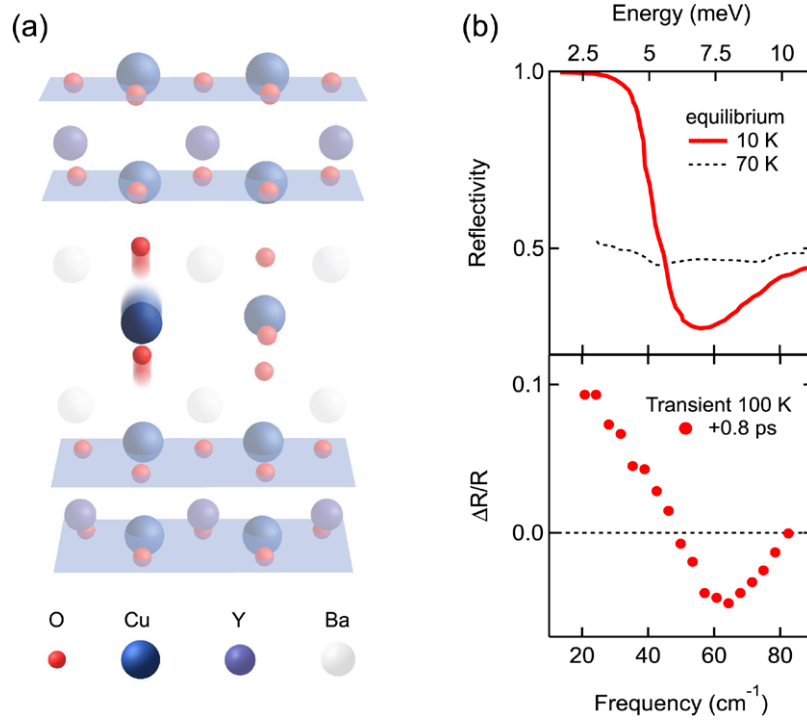 (a)
O Cu Y Ba
(b)
Energy (meV)
2.5 5 7.5 10
1.0
0.5
Reflectivity
equilibrium
10 K
70 K
0.1
0.0
ΔR/R
Transient 100 K
+0.8 ps
20 40 60 80
Frequency (cm-1)